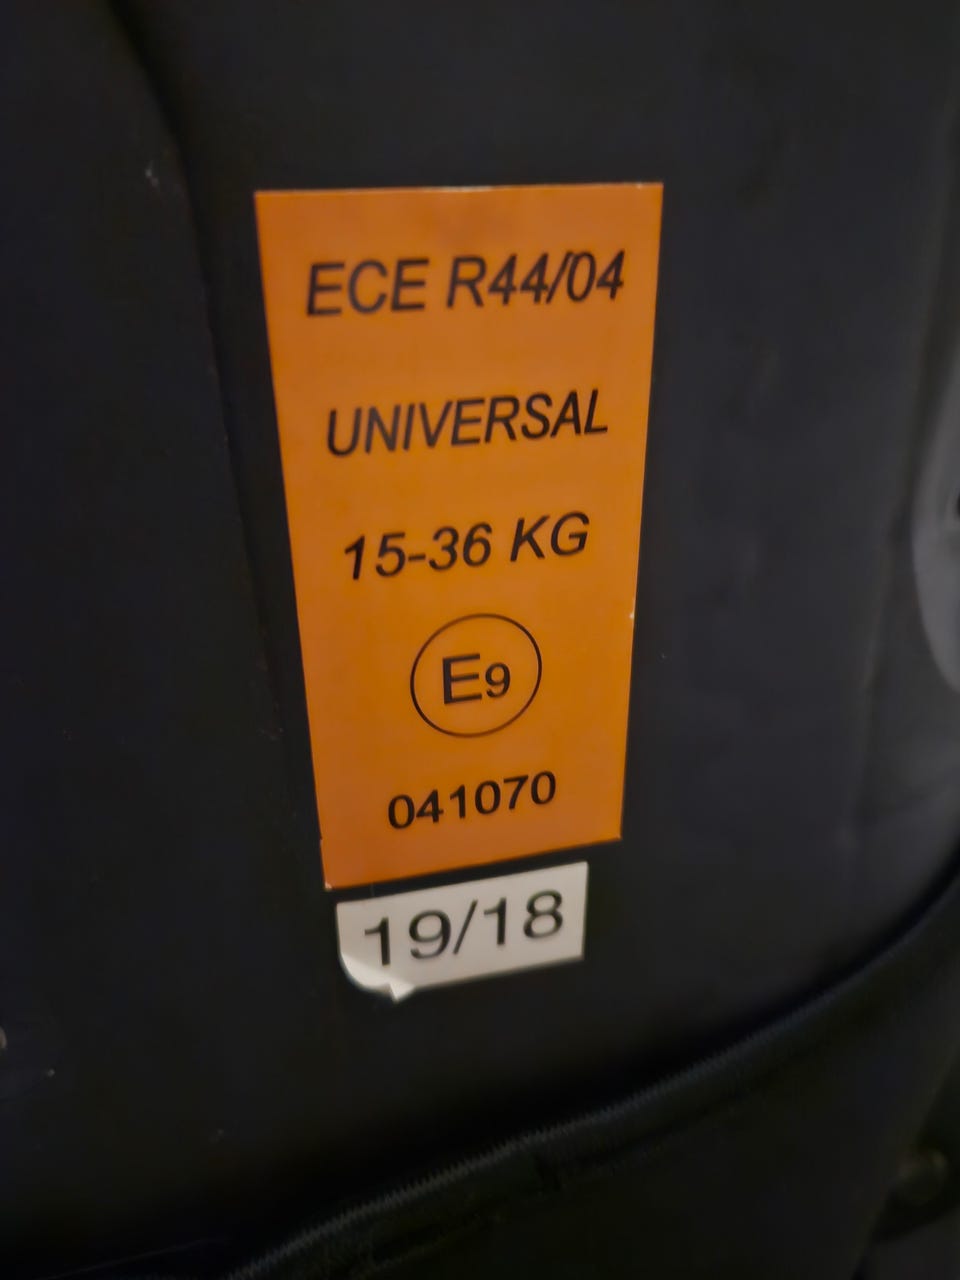 ECE R44/04
UNIVERSAL
15-36 KG
E9
041070
19/18